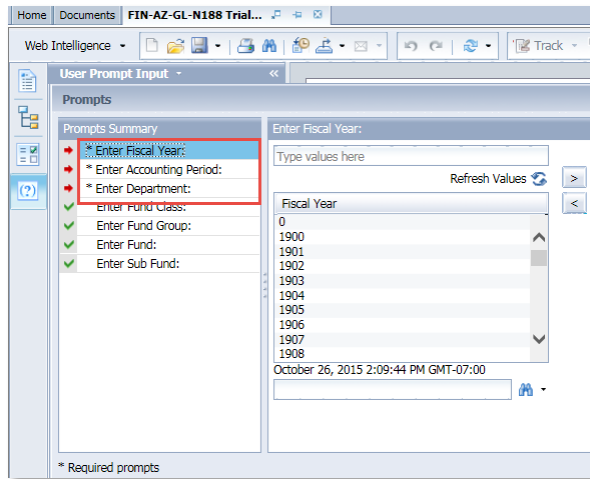 Home Documents FIN-AZ-GL-N188 Trial...
Web Intelligence Track
User Prompt Input «
Prompts
Prompts Summary
* Enter Fiscal Year:
* Enter Accounting Period:
* Enter Department:
Enter Fund Class:
Enter Fund Group:
Enter Fund:
Enter Sub Fund:
Enter Fiscal Year:
Type values here
Refresh Values
>
<
Fiscal Year
0
1900
1901
1902
1903
1904
1905
1906
1907
1908
October 26, 2015 2:09:44 PM GMT-07:00
* Required prompts